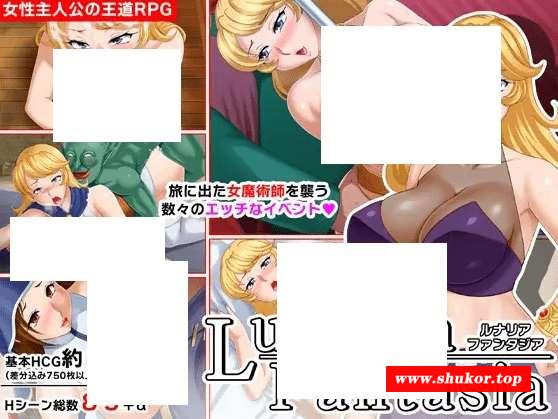 女性主人公の王道RPG
旅に出た女魔術師を襲う
数々のエッチなイベント♥
基本HCG約
(差分込み750枚以
Hシーン総数
ルナリア
ファンタジア
www.shukor.top